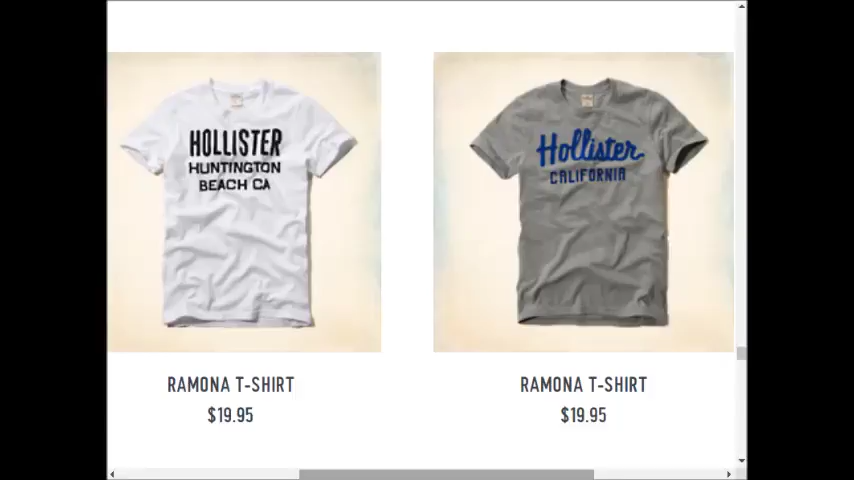 HOLLISTER
HUNTINGTON
BEACH CA
Hollister
CALIFORNIA
RAMONA T-SHIRT
$19.95
RAMONA T-SHIRT
$19.95